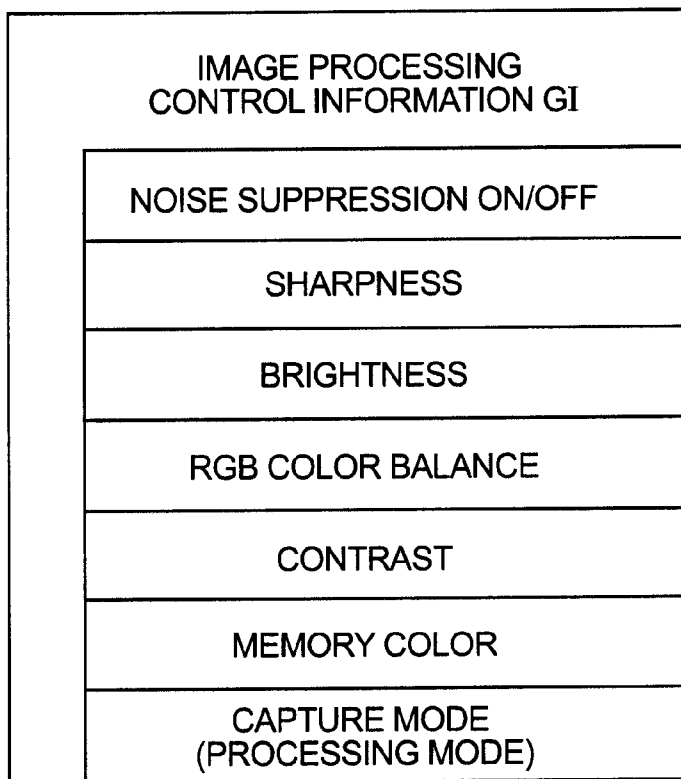 IMAGE PROCESSING
CONTROL INFORMATION GI
NOISE SUPPRESSION ON/OFF
SHARPNESS
BRIGHTNESS
RGB COLOR BALANCE
CONTRAST
MEMORY COLOR
CAPTURE MODE
(PROCESSING MODE)